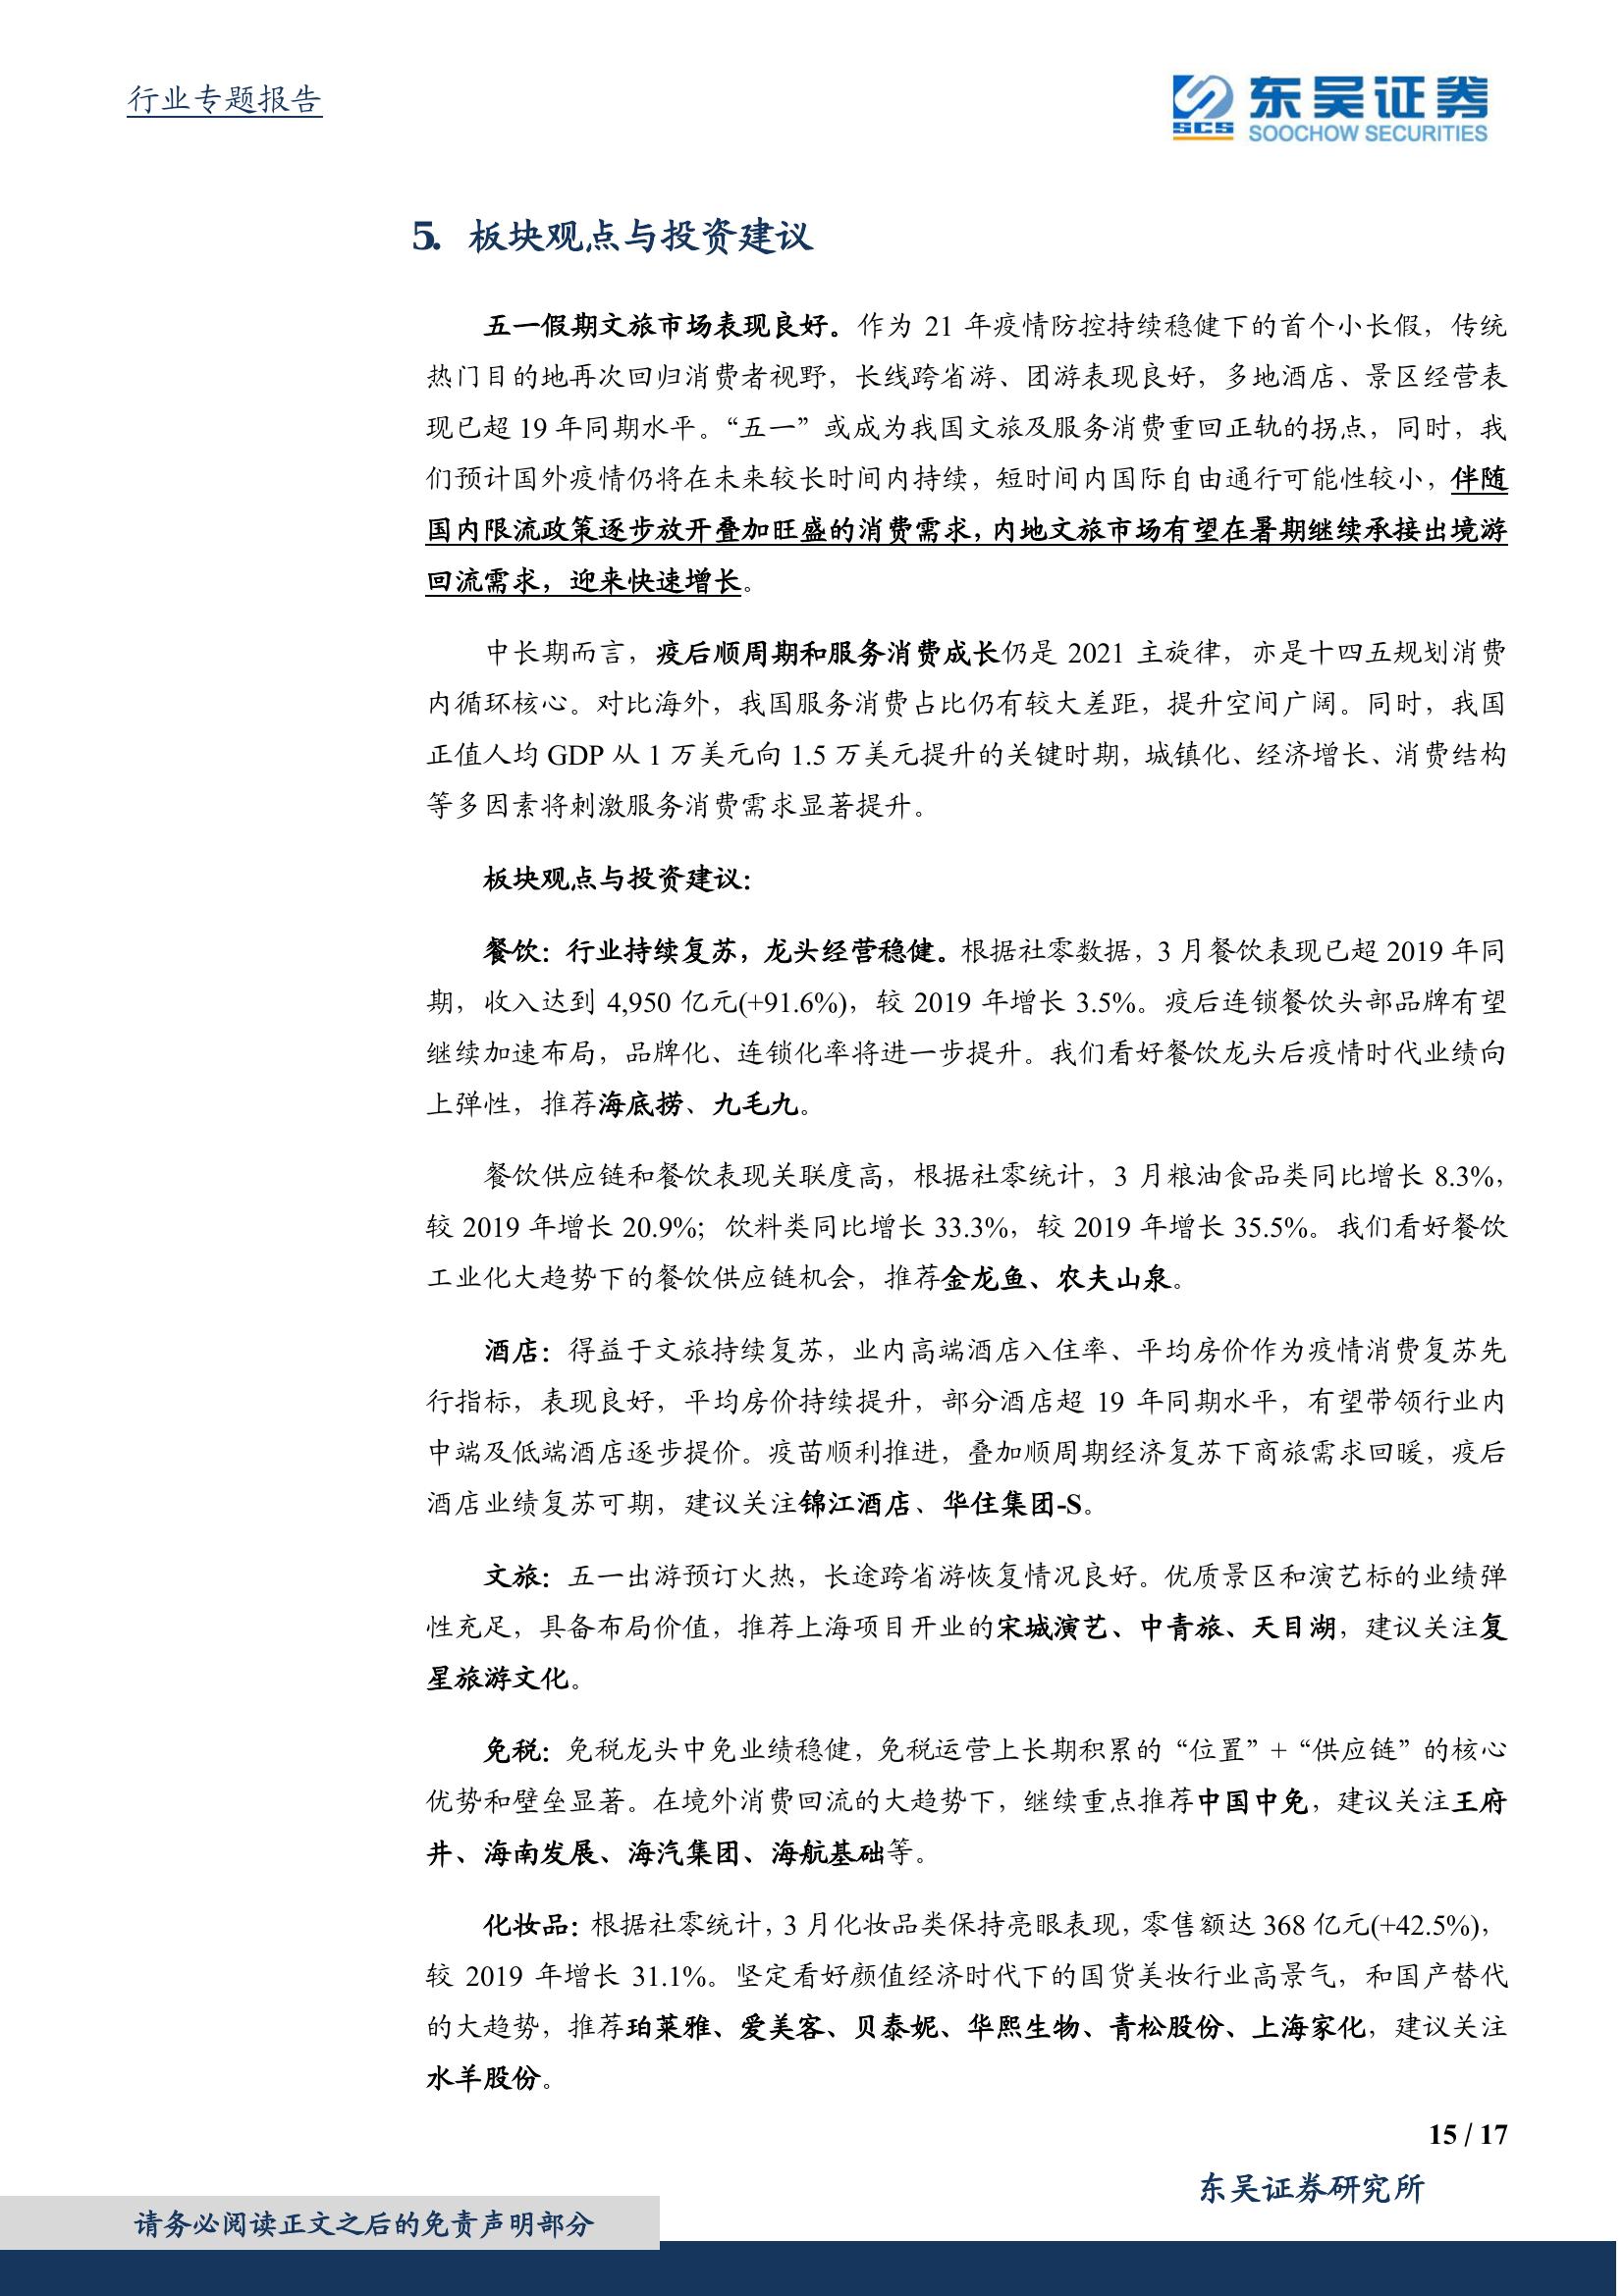 行业专题报告
东吴证券
SCS
SOOCHOW SECURITIES
5. 板块观点与投资建议
五一假期文旅市场表现良好。作为 21 年疫情防控持续稳健下的首个小长假，传统
热门目的地再次回归消费者视野，长线跨省游、团游表现良好，多地酒店、景区经营表
现已超 19 年同期水平。“五一”或成为我国文旅及服务消费重回正轨的拐点，同时，我
们预计国外疫情仍将在未来较长时间内持续，短时间内国际自由通行可能性较小，伴随
国内限流政策逐步放开叠加旺盛的消费需求，内地文旅市场有望在暑期继续承接出境游
回流需求，迎来快速增长。
中长期而言，疫后顺周期和服务消费成长仍是 2021 主旋律，亦是十四五规划消费
内循环核心。对比海外，我国服务消费占比仍有较大差距，提升空间广阔。同时，我国
正值人均 GDP 从 1 万美元向 1.5 万美元提升的关键时期，城镇化、经济增长、消费结构
等多因素将刺激服务消费需求显著提升。
板块观点与投资建议：
餐饮：行业持续复苏，龙头经营稳健。根据社零数据，3 月餐饮表现已超 2019 年同
期，收入达到 4,950 亿元(+91.6%)，较 2019 年增长 3.5%。疫后连锁餐饮头部品牌有望
继续加速布局，品牌化、连锁化率将进一步提升。我们看好餐饮龙头后疫情时代业绩向
上弹性，推荐海底捞、九毛九。
餐饮供应链和餐饮表现关联度高，根据社零统计，3 月粮油食品类同比增长 8.3%，
较 2019 年增长 20.9%；饮料类同比增长 33.3%，较 2019 年增长 35.5%。我们看好餐饮
工业化大趋势下的餐饮供应链机会，推荐金龙鱼、农夫山泉。
酒店：得益于文旅持续复苏，业内高端酒店入住率、平均房价作为疫情消费复苏先
行指标，表现良好，平均房价持续提升，部分酒店超 19 年同期水平，有望带领行业内
中端及低端酒店逐步提价。疫苗顺利推进，叠加顺周期经济复苏下商旅需求回暖，疫后
酒店业绩复苏可期，建议关注锦江酒店、华住集团-S。
文旅：五一出游预订火热，长途跨省游恢复情况良好。优质景区和演艺标的业绩弹
性充足，具备布局价值，推荐上海项目开业的宋城演艺、中青旅、天目湖，建议关注复
星旅游文化。
免税：免税龙头中免业绩稳健，免税运营上长期积累的“位置”+“供应链”的核心
优势和壁垒显著。在境外消费回流的大趋势下，继续重点推荐中国中免，建议关注王府
井、海南发展、海汽集团、海航基础等。
化妆品：根据社零统计，3 月化妆品类保持亮眼表现，零售额达 368 亿元(+42.5%)，
较 2019 年增长 31.1%。坚定看好颜值经济时代下的国货美妆行业高景气，和国产替代
的大趋势，推荐珀莱雅、爱美客、贝泰妮、华熙生物、青松股份、上海家化，建议关注
水羊股份。
15 / 17
东吴证券研究所
请务必阅读正文之后的免责声明部分